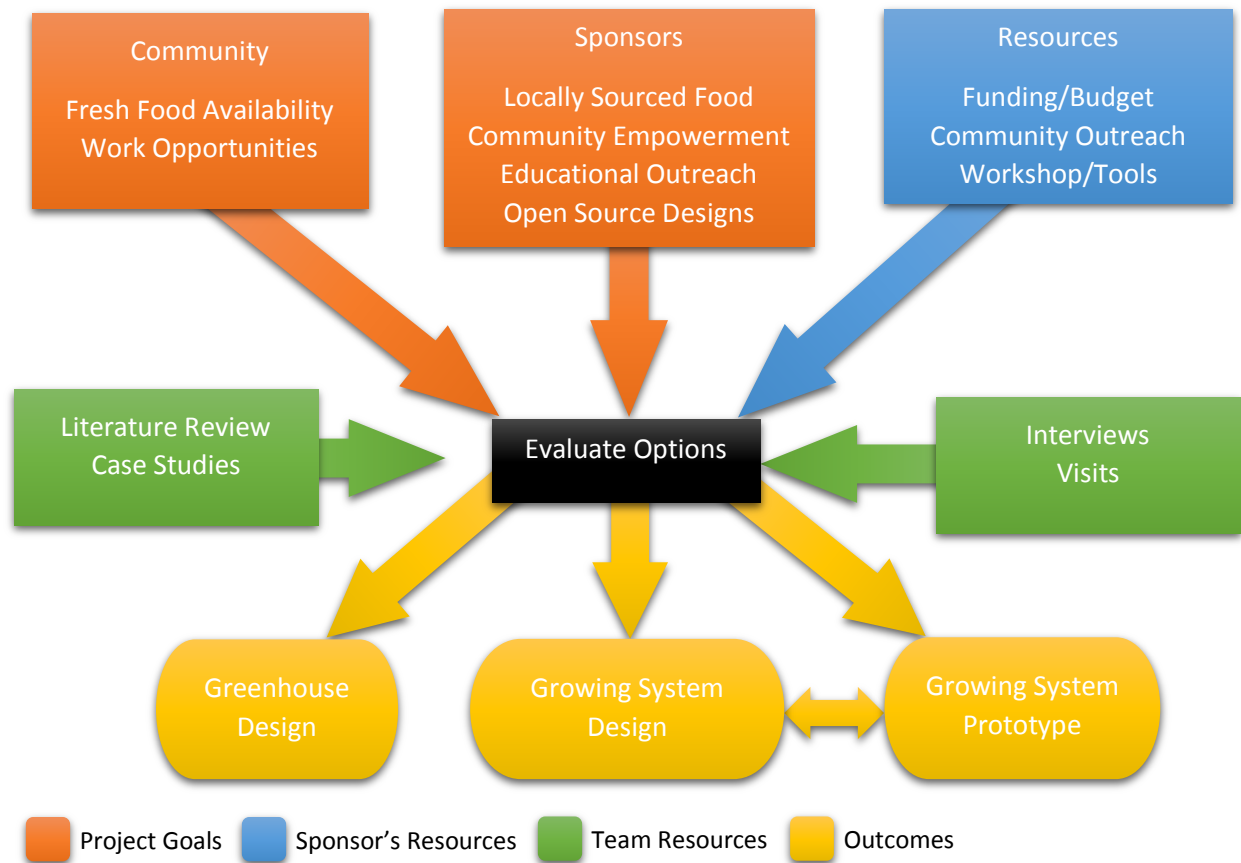 Community
Fresh Food Availability
Work Opportunities
Sponsors
Locally Sourced Food
Community Empowerment
Educational Outreach
Open Source Designs
Resources
Funding/Budget
Community Outreach
Workshop/Tools
Literature Review
Case Studies
Evaluate Options
Interviews
Visits
Greenhouse
Design
Growing System
Design
Growing System
Prototype
Project Goals
Sponsor’s Resources
Team Resources
Outcomes